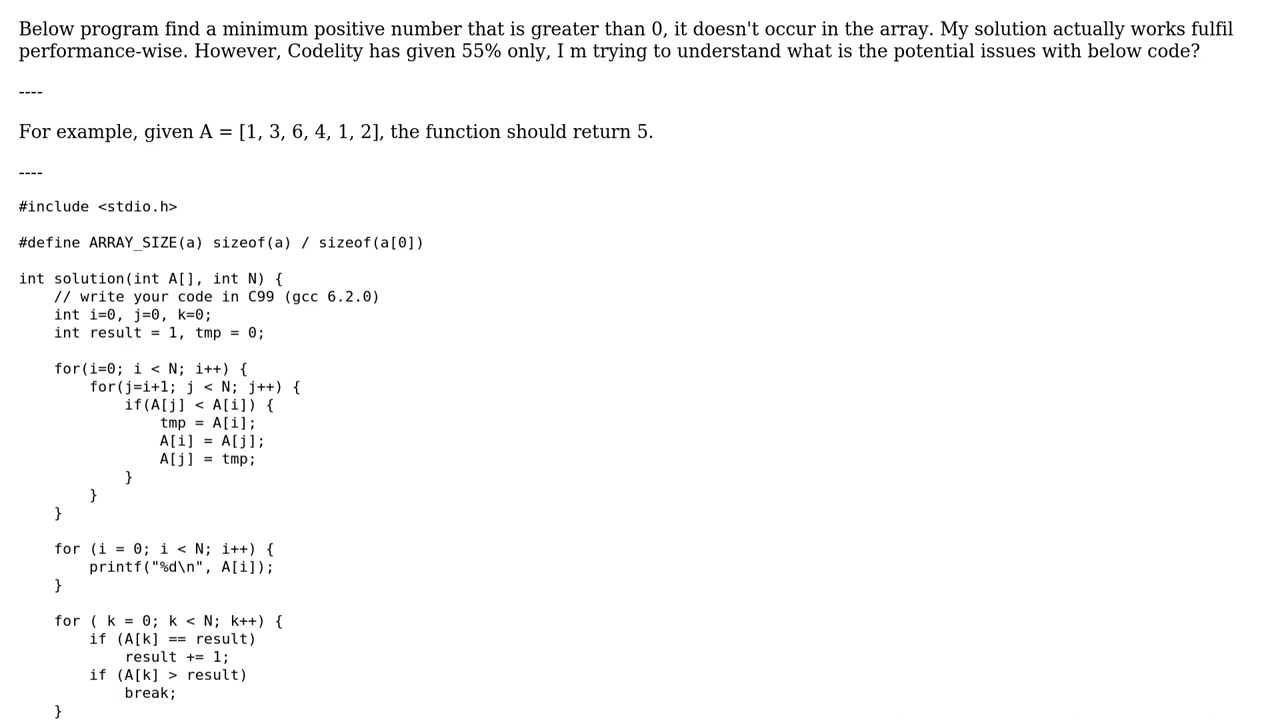 Below program find a minimum positive number that is greater than 0, it doesn't occur in the array. My solution actually works fulfil
performance-wise. However, Codelity has given 55% only, I m trying to understand what is the potential issues with below code?
----
For example, given A = [1, 3, 6, 4, 1, 2], the function should return 5.
----
#include <stdio.h>
#define ARRAY_SIZE(a) sizeof(a) / sizeof(a[0])
int solution(int A[], int N) {
    // write your code in C99 (gcc 6.2.0)
    int i=0, j=0, k=0;
    int result = 1, tmp = 0;
    for(i=0; i < N; i++) {
        for(j=i+1; j < N; j++) {
            if(A[j] < A[i]) {
                tmp = A[i];
                A[i] = A[j];
                A[j] = tmp;
            }
        }
    }
    for (i = 0; i < N; i++) {
        printf("%d\n", A[i]);
    }
    for ( k = 0; k < N; k++) {
        if (A[k] == result)
            result += 1;
        if (A[k] > result)
            break;
    }